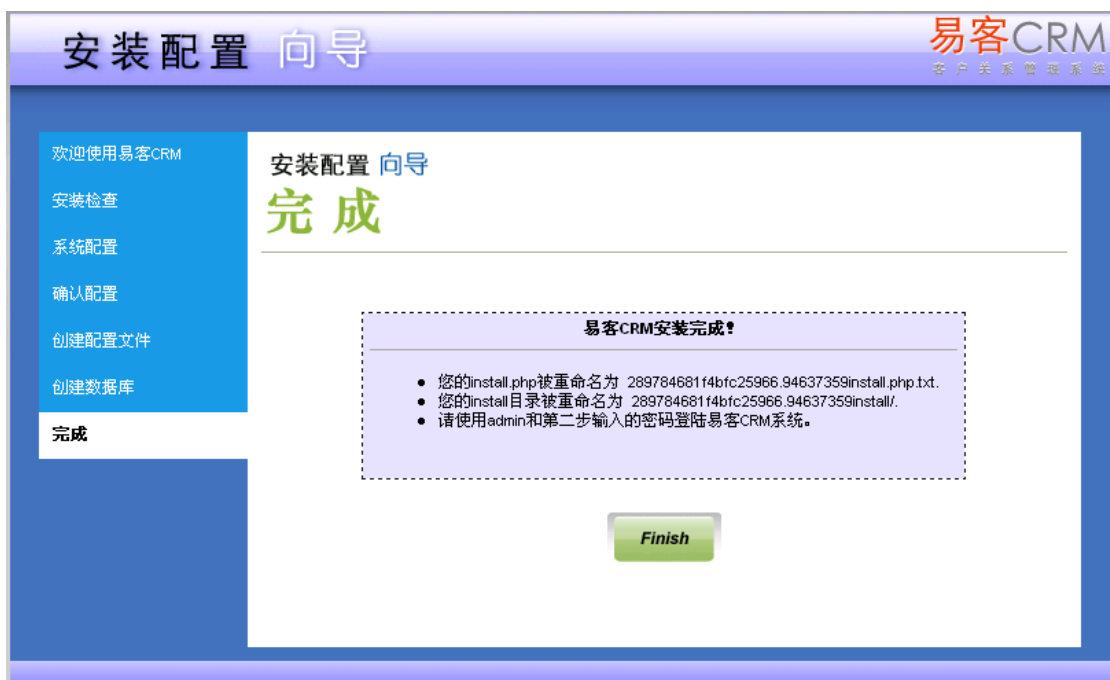 安装配置 向导
易客CRM
客户关系管理系统
欢迎使用易客CRM
安装检查
系统配置
确认配置
创建配置文件
创建数据库
完成
安装配置 向导
完成
易客CRM安装完成!
您的install.php被重命名为 289784681f4bfc25966.94637359install.php.txt.
您的install目录被重命名为 289784681f4bfc25966.94637359install/.
请使用admin和第二步输入的密码登陆易客CRM系统。
Finish